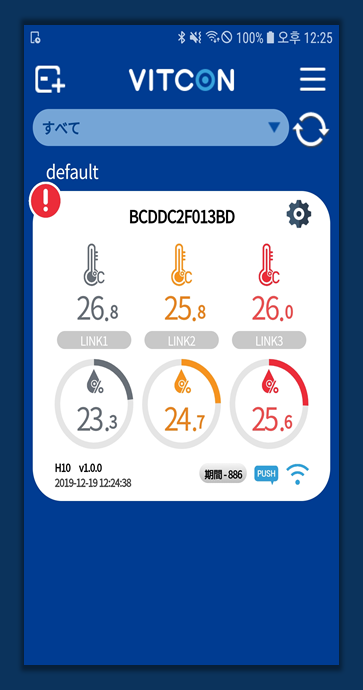 100% 오후 12:25
VITCON
すべて
default
BCDDC2F013BD
℃ ℃ ℃
26.8 25.8 26.0
LINK1 LINK2 LINK3
% % %
23.3 24.7 25.6
H10 v1.0.0
2019-12-19 12:24:38
期間 - 886 PUSH